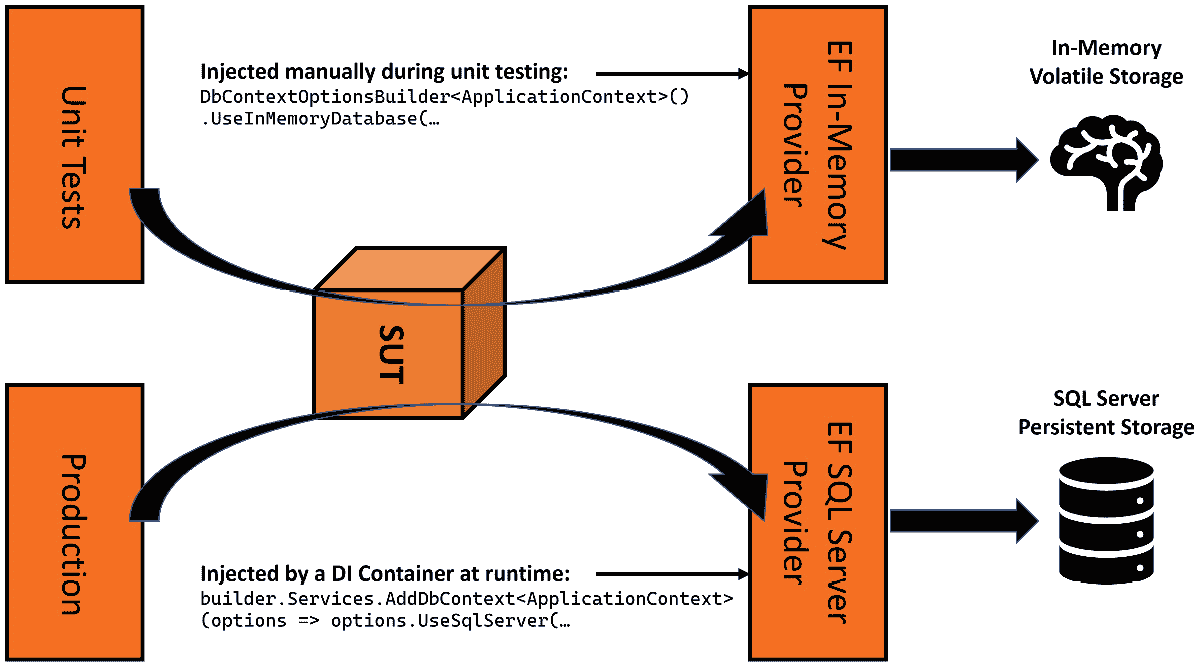 Unit Tests
Injected manually during unit testing:
DbContextOptionsBuilder<ApplicationContext>()
.UseInMemoryDatabase(…
EF In-Memory
Provider
In-Memory
Volatile Storage
SUT
Production
Injected by a DI Container at runtime:
builder.Services.AddDbContext<ApplicationContext>
(options => options.UseSqlServer(…
EF SQL Server
Provider
SQL Server
Persistent Storage